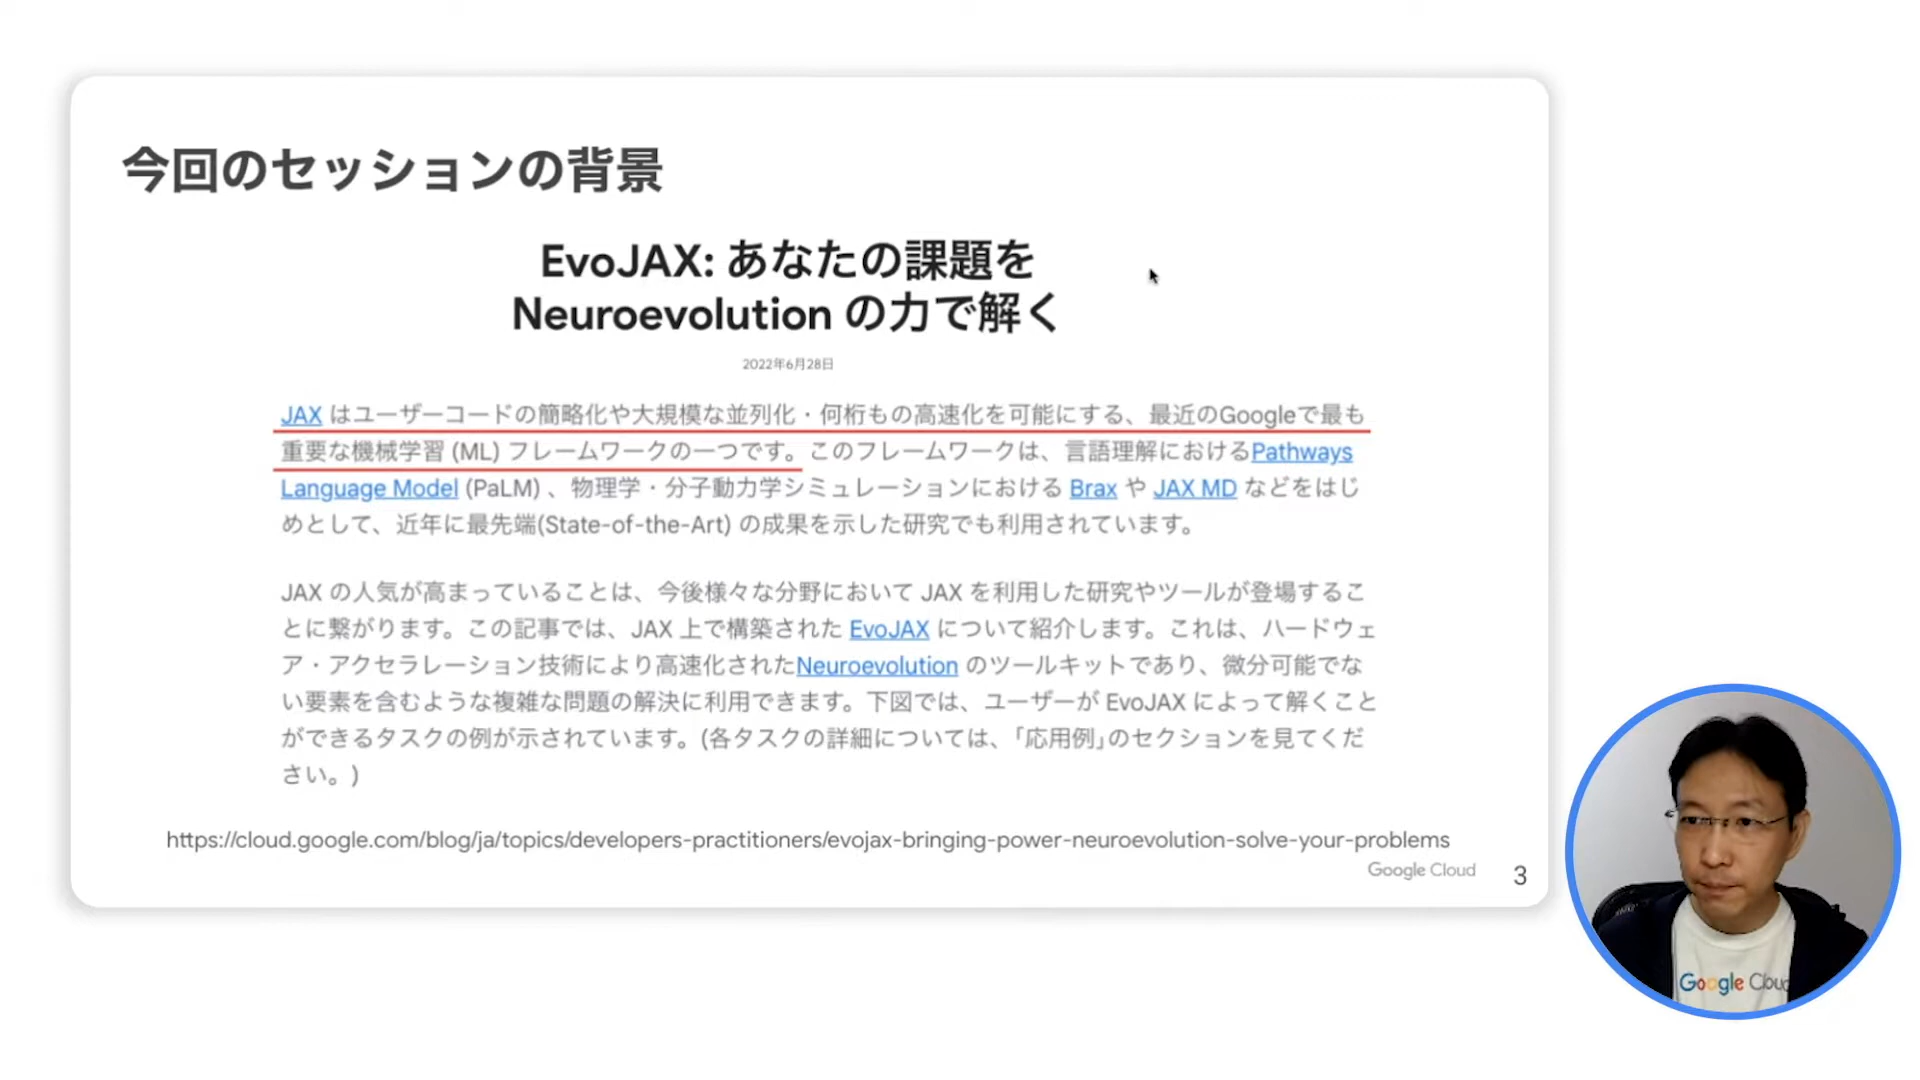 今回のセッションの背景
EvoJAX: あなたの課題を
Neuroevolution の力で解く
2022年6月28日
JAX はユーザーコードの簡略化や大規模な並列化・何桁もの高速化を可能にする、最近のGoogleで最も
重要な機械学習 (ML) フレームワークの一つです。このフレームワークは、言語理解におけるPathways
Language Model (PaLM) 、物理学・分子動力学シミュレーションにおける Brax や JAX MD などをはじ
めとして、近年に最先端(State-of-the-Art) の成果を示した研究でも利用されています。
JAX の人気が高まっていることは、今後様々な分野において JAX を利用した研究やツールが登場するこ
とに繋がります。この記事では、JAX 上で構築された EvoJAX について紹介します。これは、ハードウェ
ア・アクセラレーション技術により高速化されたNeuroevolution のツールキットであり、微分可能でな
い要素を含むような複雑な問題の解決に利用できます。下図では、ユーザーが EvoJAX によって解くこと
ができるタスクの例が示されています。(各タスクの詳細については、「応用例」のセクションを見てくだ
さい。)
https://cloud.google.com/blog/ja/topics/developers-practitioners/evojax-bringing-power-neuroevolution-solve-your-problems
Google Cloud
3
Google Clou